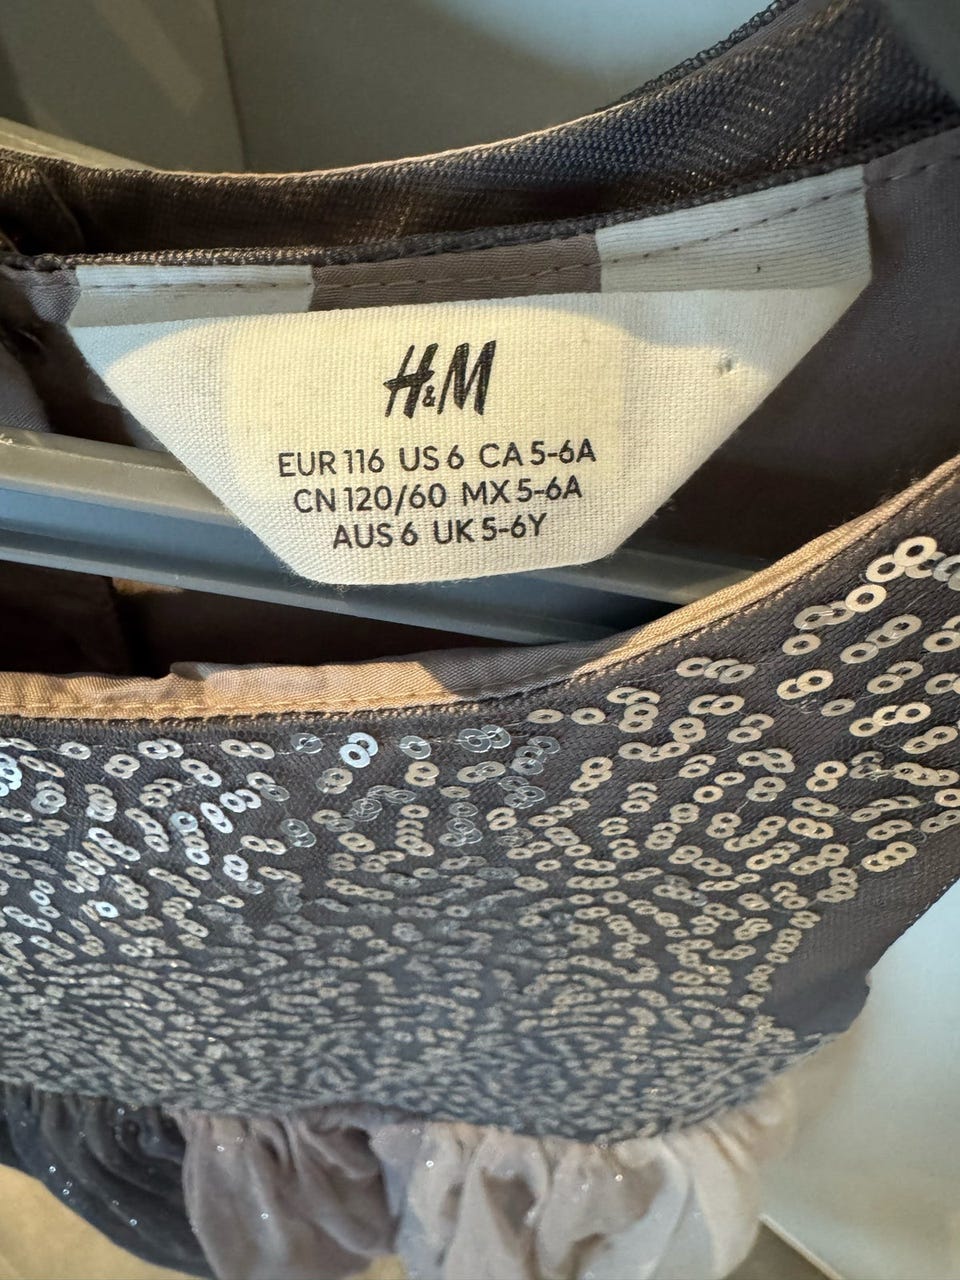 H&M
EUR 116 US 6 CA 5-6A
CN 120/60 MX 5-6A
AUS 6 UK 5-6Y